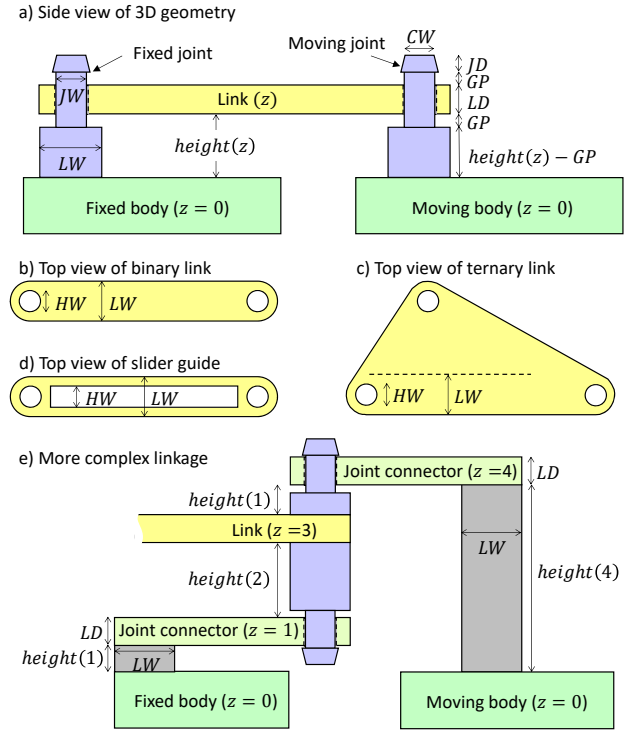 a) Side view of 3D geometry
Fixed joint
Moving joint
CW
JD
GP
LD
GP
JW
Link (z)
height(z)
LW
height(z) − GP
Fixed body (z = 0)
Moving body (z = 0)
b) Top view of binary link
HW
LW
c) Top view of ternary link
HW
LW
d) Top view of slider guide
HW
LW
e) More complex linkage
Joint connector (z =4)
LD
height(1)
Link (z =3)
LW
height(4)
height(2)
LD
Joint connector (z = 1)
height(1)
LW
Fixed body (z = 0)
Moving body (z = 0)